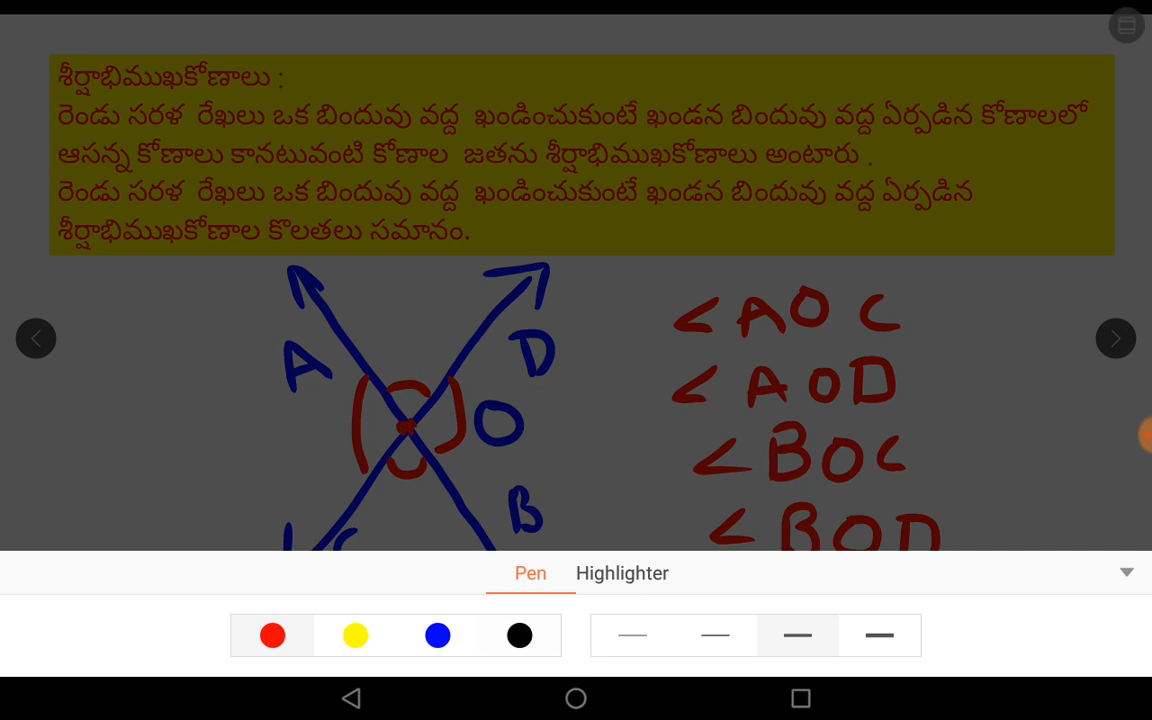 శీర్షాభిముఖకోణాలు :
రెండు సరళ రేఖలు ఒక బిందువు వద్ద ఖండించుకుంటే ఖండన బిందువు వద్ద ఏర్పడిన కోణాలలో
ఆసన్న కోణాలు కానటువంటి కోణాల జతను శీర్షాభిముఖకోణాలు అంటారు .
రెండు సరళ రేఖలు ఒక బిందువు వద్ద ఖండించుకుంటే ఖండన బిందువు వద్ద ఏర్పడిన
శీర్షాభిముఖకోణాల కొలతలు సమానం.
A
D
O
B
C
<AOC
<AOD
<BOC
<BOD
Pen Highlighter